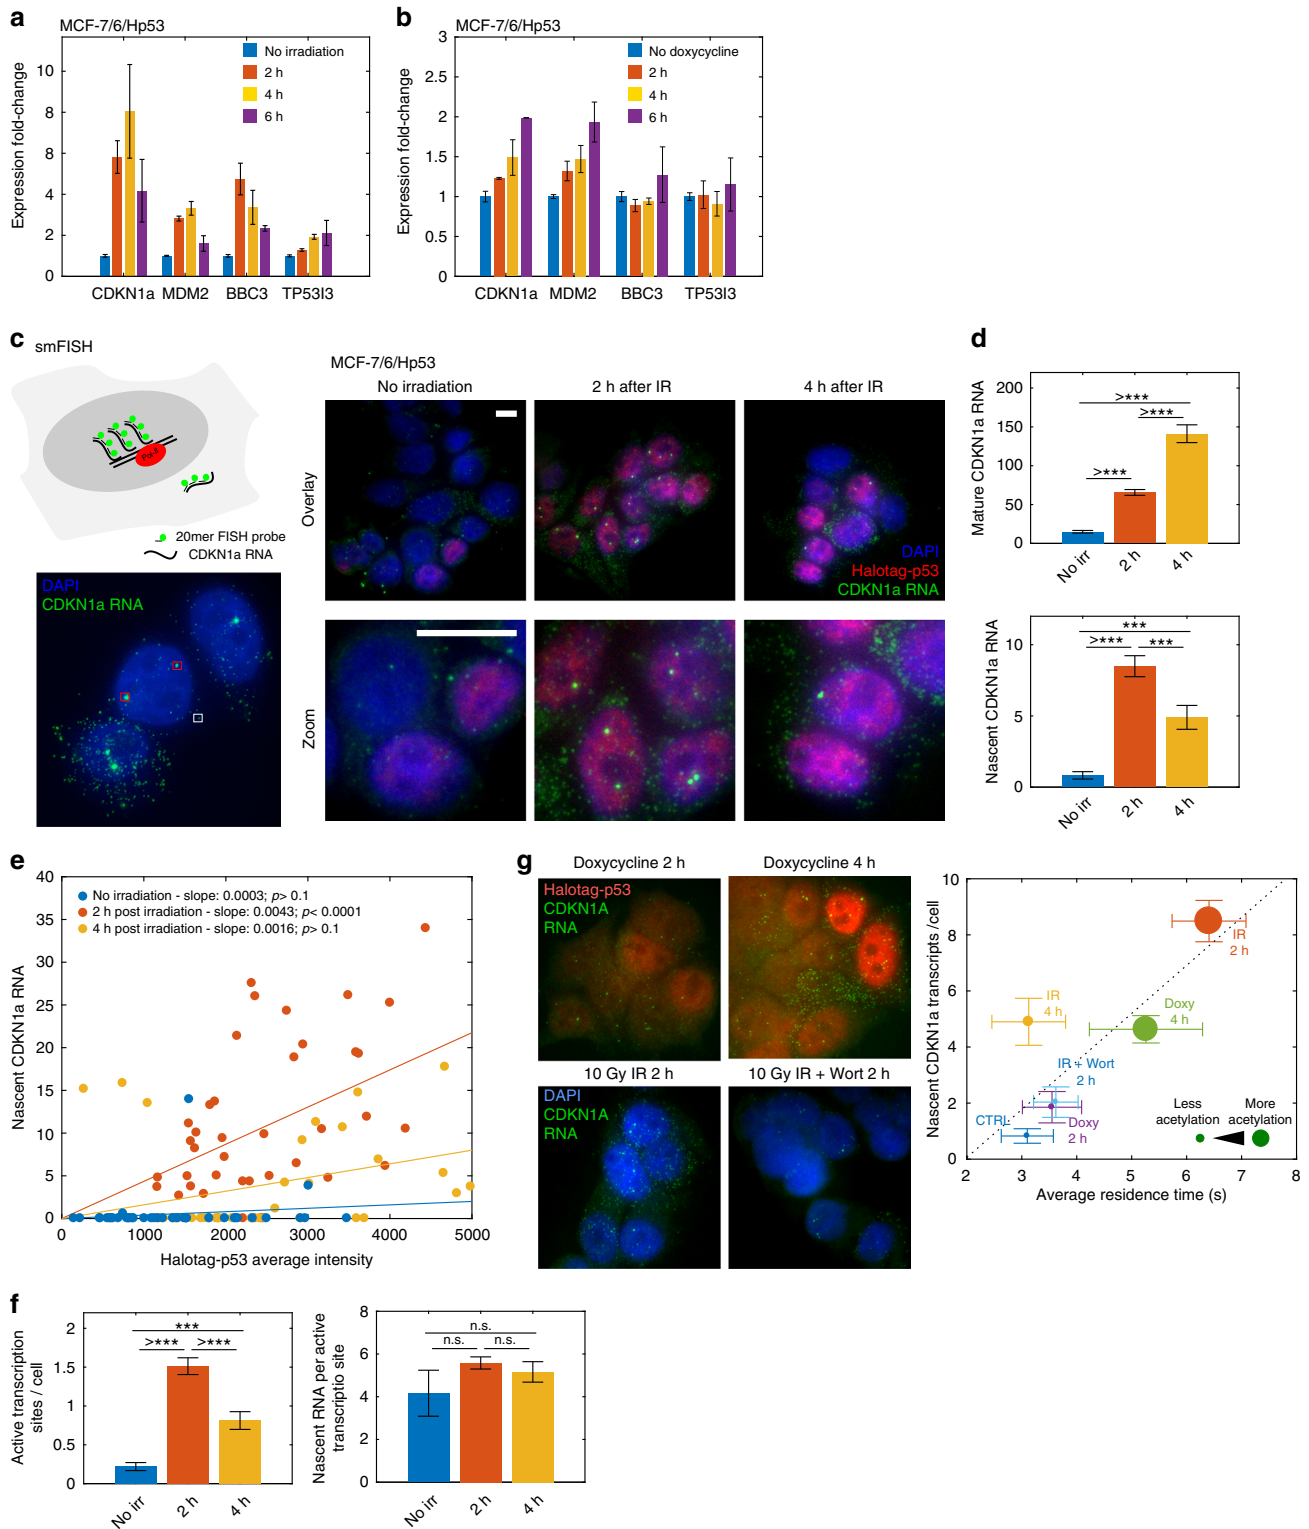 a
MCF-7/6/Hp53
Expression fold-change
10
8
6
4
2
0
No irradiation
2 h
4 h
6 h
CDKN1a MDM2 BBC3 TP53I3
b
MCF-7/6/Hp53
Expression fold-change
3
2.5
2
1.5
1
0.5
0
No doxycycline
2 h
4 h
6 h
CDKN1a MDM2 BBC3 TP53I3
c
smFISH
Pol II
20mer FISH probe
CDKN1a RNA
DAPI
CDKN1a RNA
MCF-7/6/Hp53
No irradiation
2 h after IR
4 h after IR
Overlay
DAPI
Halotag-p53
CDKN1a RNA
Zoom
d
Mature CDKN1a RNA
200
150
100
50
0
>***
>***
>***
No irr
2 h
4 h
Nascent CDKN1a RNA
10
5
0
***
>***
***
No irr
2 h
4 h
e
Nascent CDKN1a RNA
40
35
30
25
20
15
10
5
0
No irradiation - slope: 0.0003; p> 0.1
2 h post irradiation - slope: 0.0043; p< 0.0001
4 h post irradiation - slope: 0.0016; p> 0.1
0 1000 2000 3000 4000 5000
Halotag-p53 average intensity
f
Active transcription
sites / cell
2
1.5
1
0.5
0
***
>***
>***
No irr
2 h
4 h
Nascent RNA per active
transcriptio site
8
6
4
2
0
n.s.
n.s.
n.s.
No irr
2 h
4 h
g
Doxycycline 2 h
Doxycycline 4 h
Halotag-p53
CDKN1A
RNA
10 Gy IR 2 h
10 Gy IR + Wort 2 h
DAPI
CDKN1A
RNA
Nascent CDKN1a transcripts /cell
10
8
6
4
2
0
IR
2 h
IR
4 h
Doxy
4 h
IR + Wort
2 h
CTRL
Doxy
2 h
Less
acetylation
More
acetylation
2 3 4 5 6 7 8
Average residence time (s)